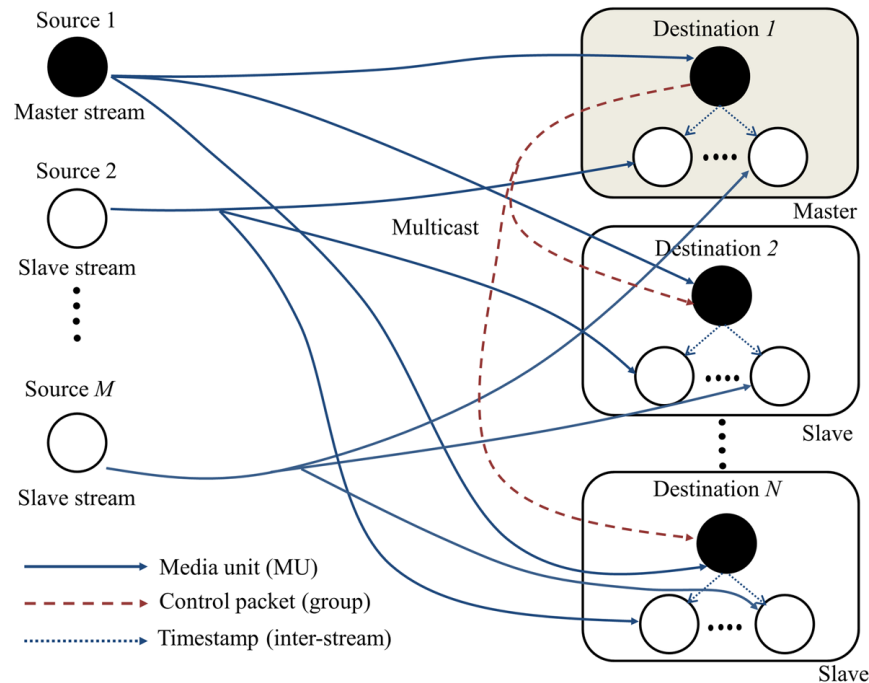 Source 1
Master stream
Source 2
Slave stream
Source M
Slave stream
Multicast
Destination 1
Master
Destination 2
Slave
Destination N
Slave
Media unit (MU)
Control packet (group)
Timestamp (inter-stream)